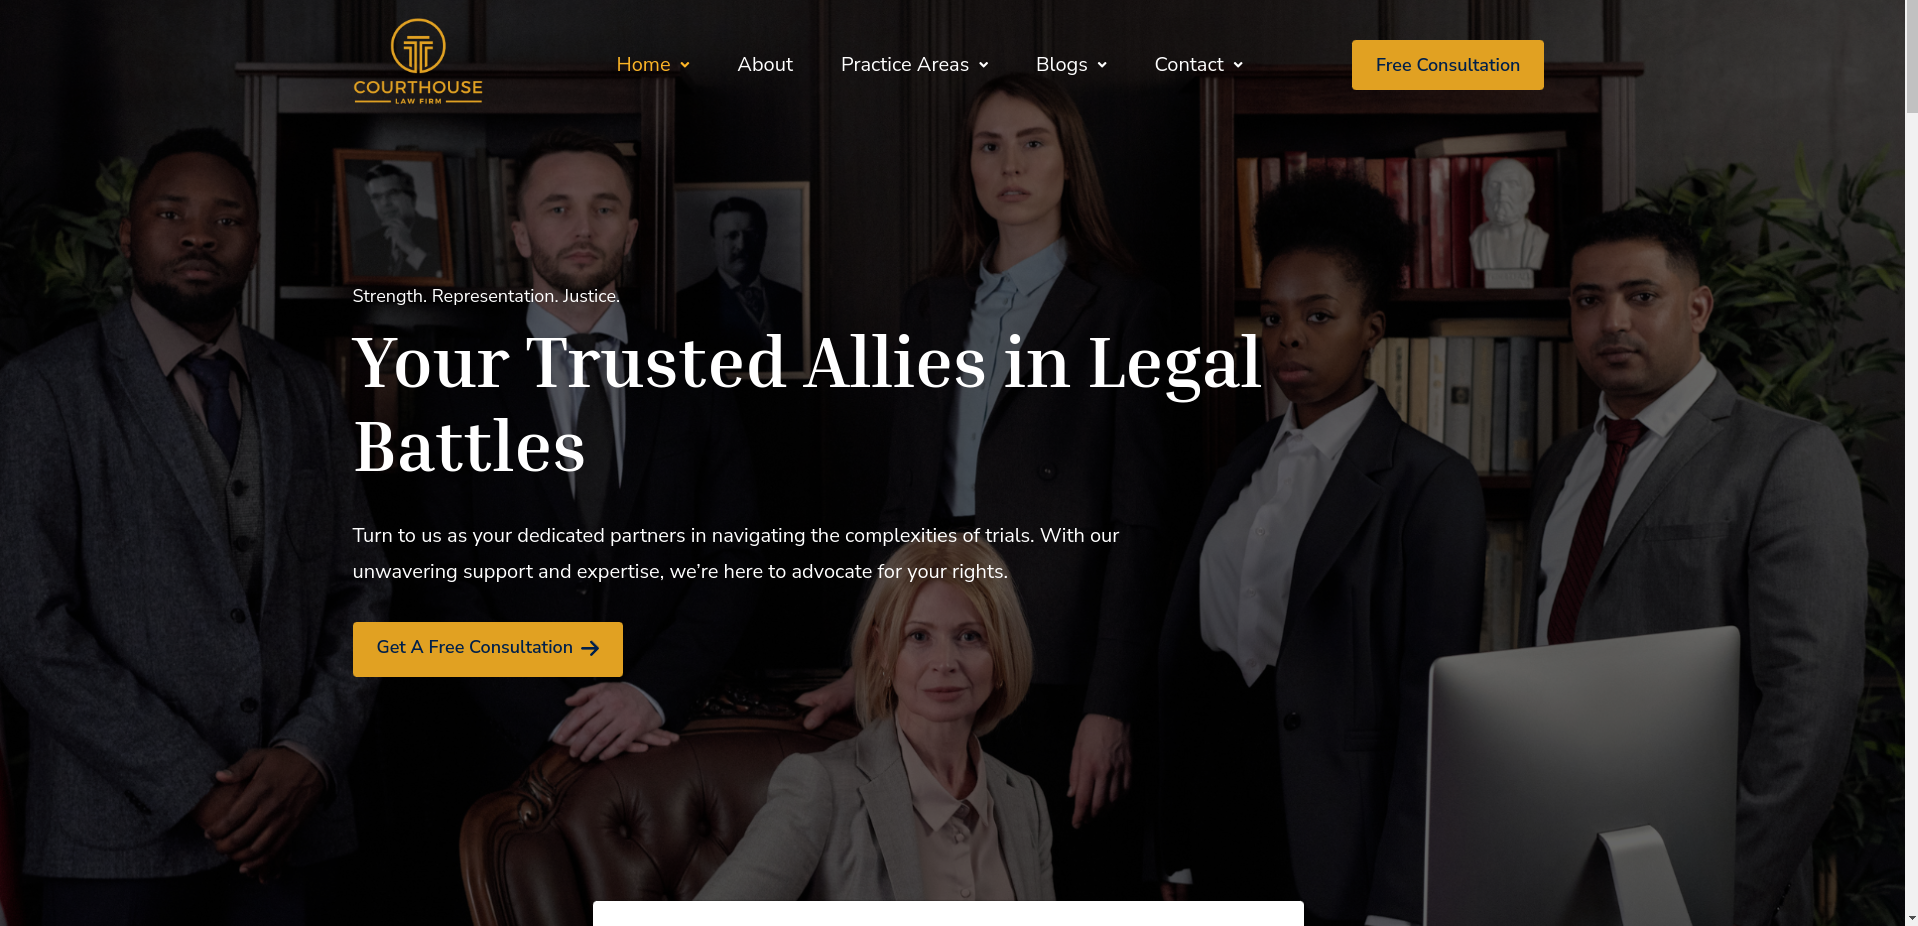 COURTHOUSE
LAW FIRM
Home
About
Practice Areas
Blogs
Contact
Free Consultation
Strength. Representation. Justice.
Your Trusted Allies in Legal
Battles
Turn to us as your dedicated partners in navigating the complexities of trials. With our
unwavering support and expertise, we’re here to advocate for your rights.
Get A Free Consultation